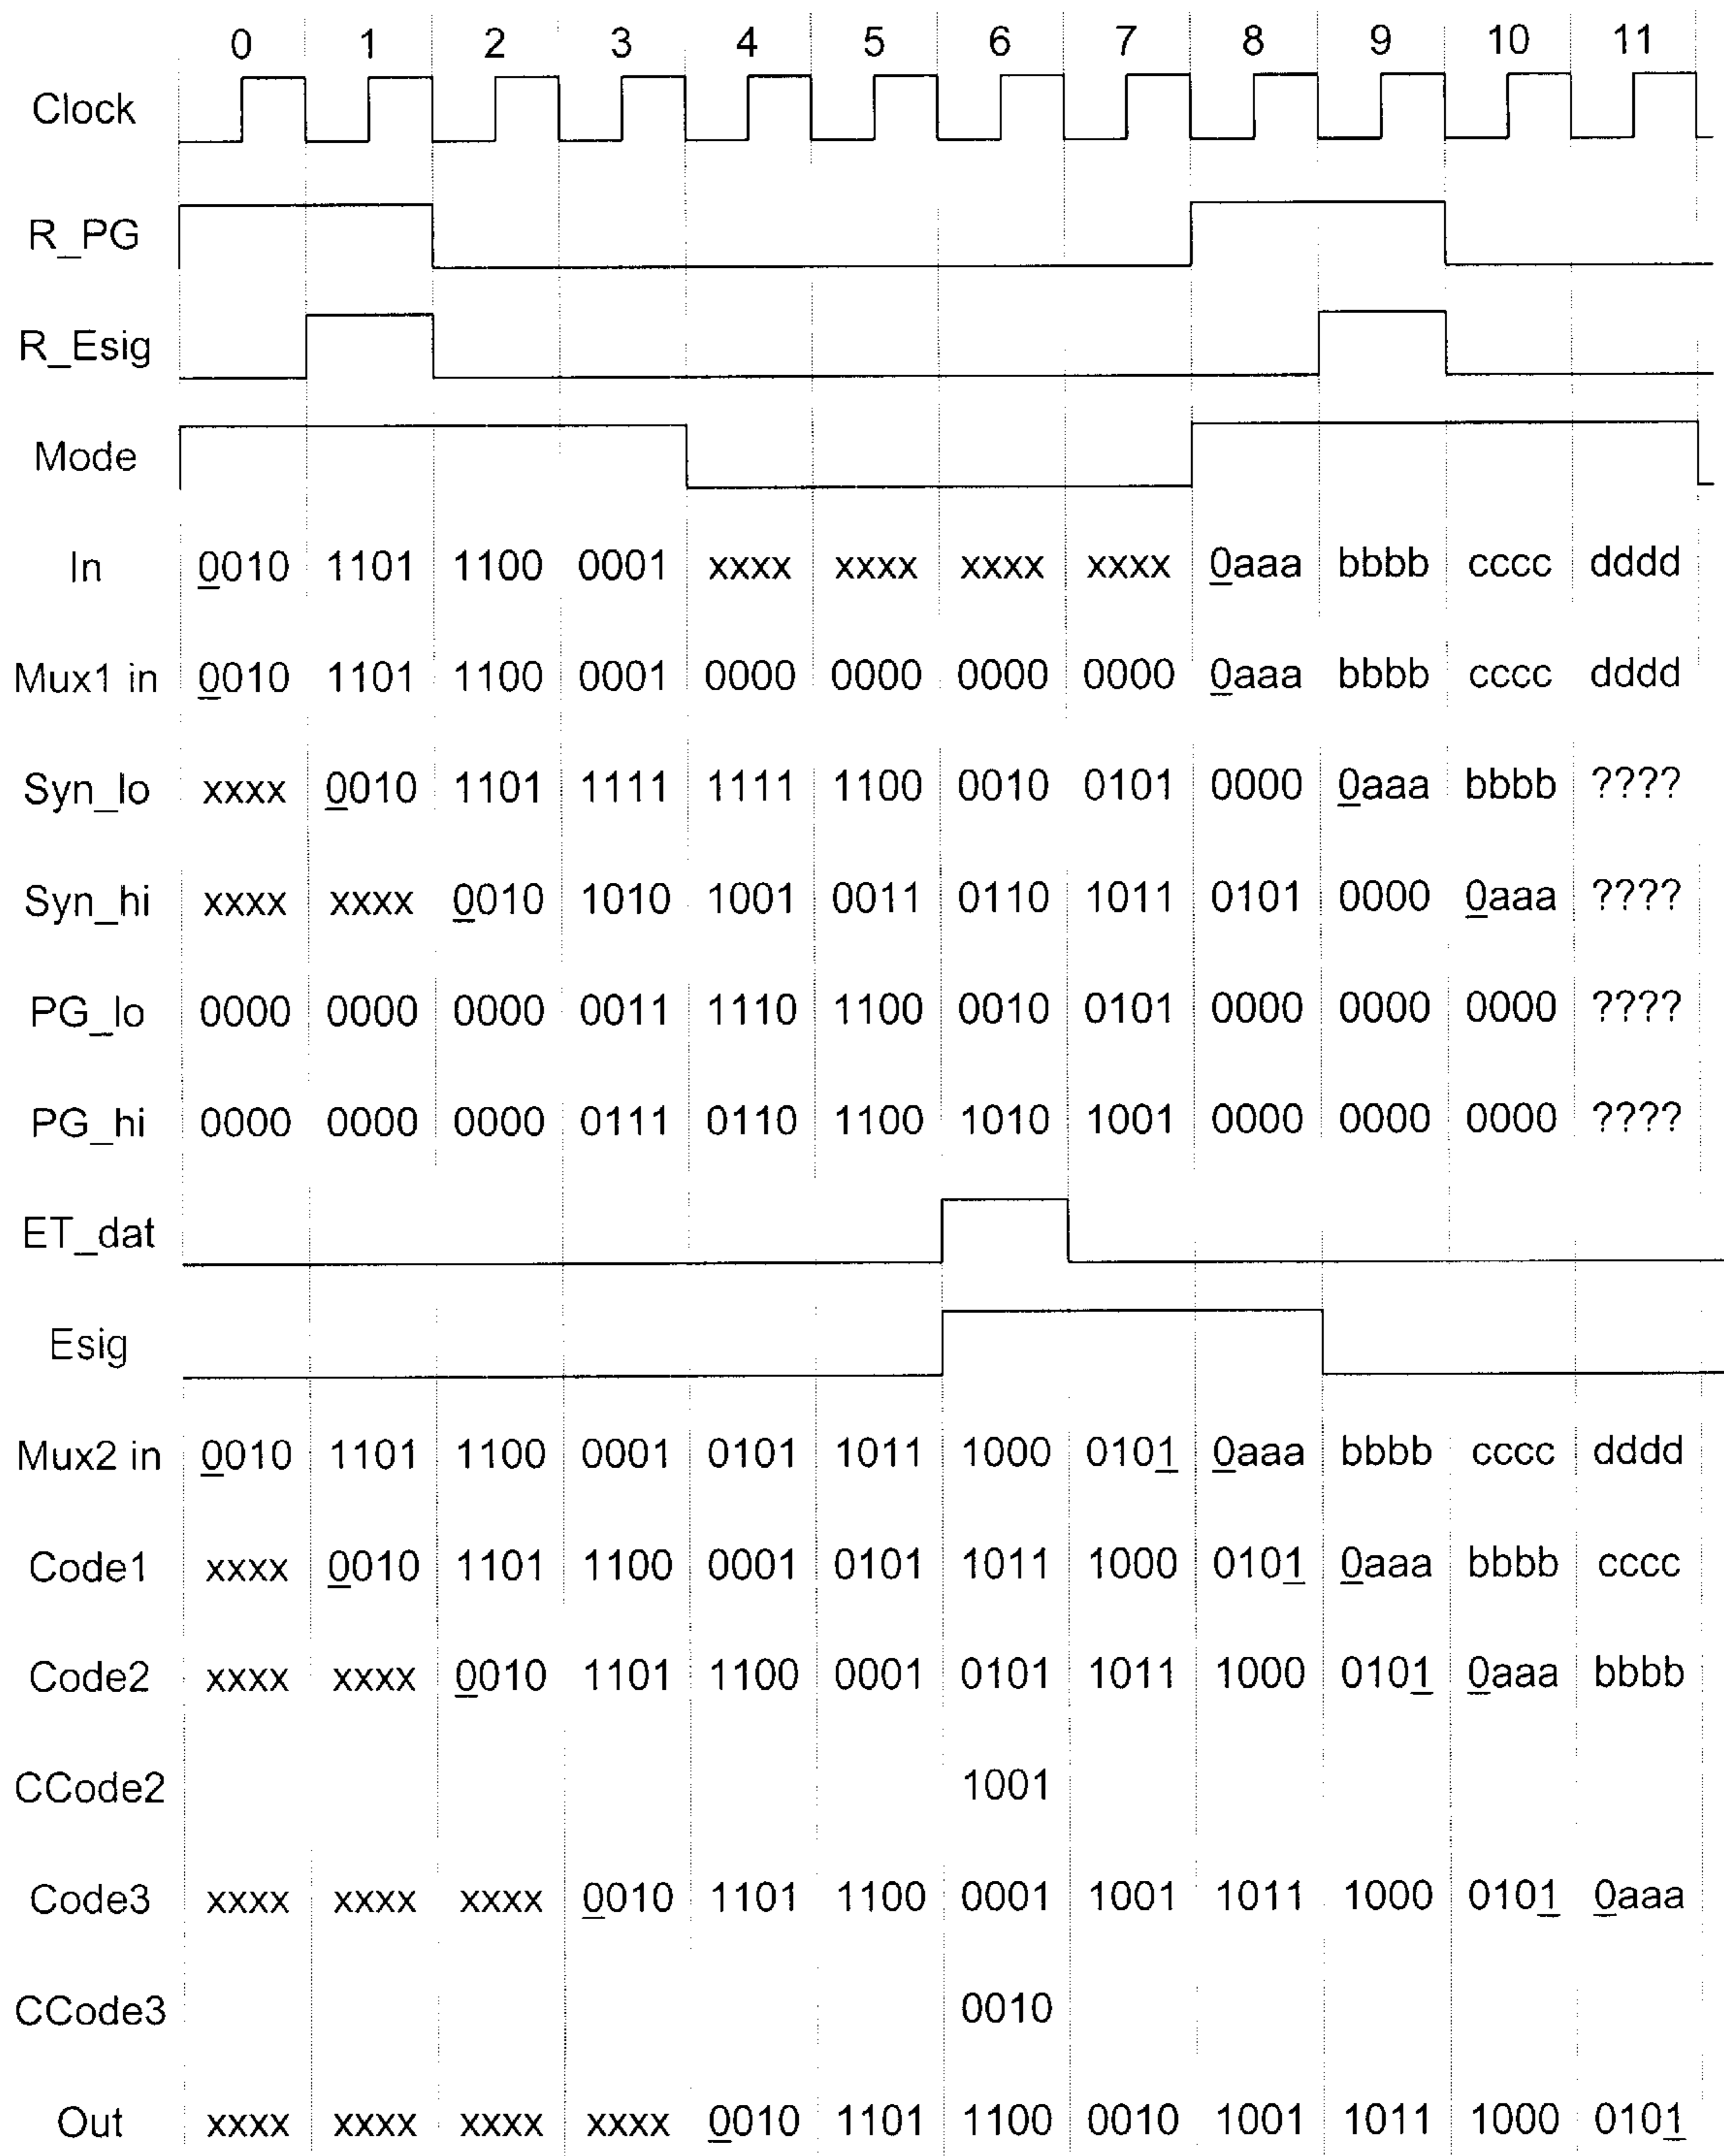 0 1 2 3 4 5 6 7 8 9 10 11
Clock
R_PG
R_Esig
Mode
In 0010 1101 1100 0001 xxxx xxxx xxxx xxxx 0aaa bbbb cccc dddd
Mux1 in 0010 1101 1100 0001 0000 0000 0000 0000 0aaa bbbb cccc dddd
Syn_lo xxxx 0010 1101 1111 1111 1100 0010 0101 0000 0aaa bbbb ????
Syn_hi xxxx xxxx 0010 1010 1001 0011 0110 1011 0101 0000 0aaa ????
PG_lo 0000 0000 0000 0011 1110 1100 0010 0101 0000 0000 0000 ????
PG_hi 0000 0000 0000 0111 0110 1100 1010 1001 0000 0000 0000 ????
ET_dat
Esig
Mux2 in 0010 1101 1100 0001 0101 1011 1000 0101 0aaa bbbb cccc dddd
Code1 xxxx 0010 1101 1100 0001 0101 1011 1000 0101 0aaa bbbb cccc
Code2 xxxx xxxx 0010 1101 1100 0001 0101 1011 1000 0101 0aaa bbbb
CCode2 1001
Code3 xxxx xxxx xxxx 0010 1101 1100 0001 1001 1011 1000 0101 0aaa
CCode3 0010
Out xxxx xxxx xxxx xxxx 0010 1101 1100 0010 1001 1011 1000 0101